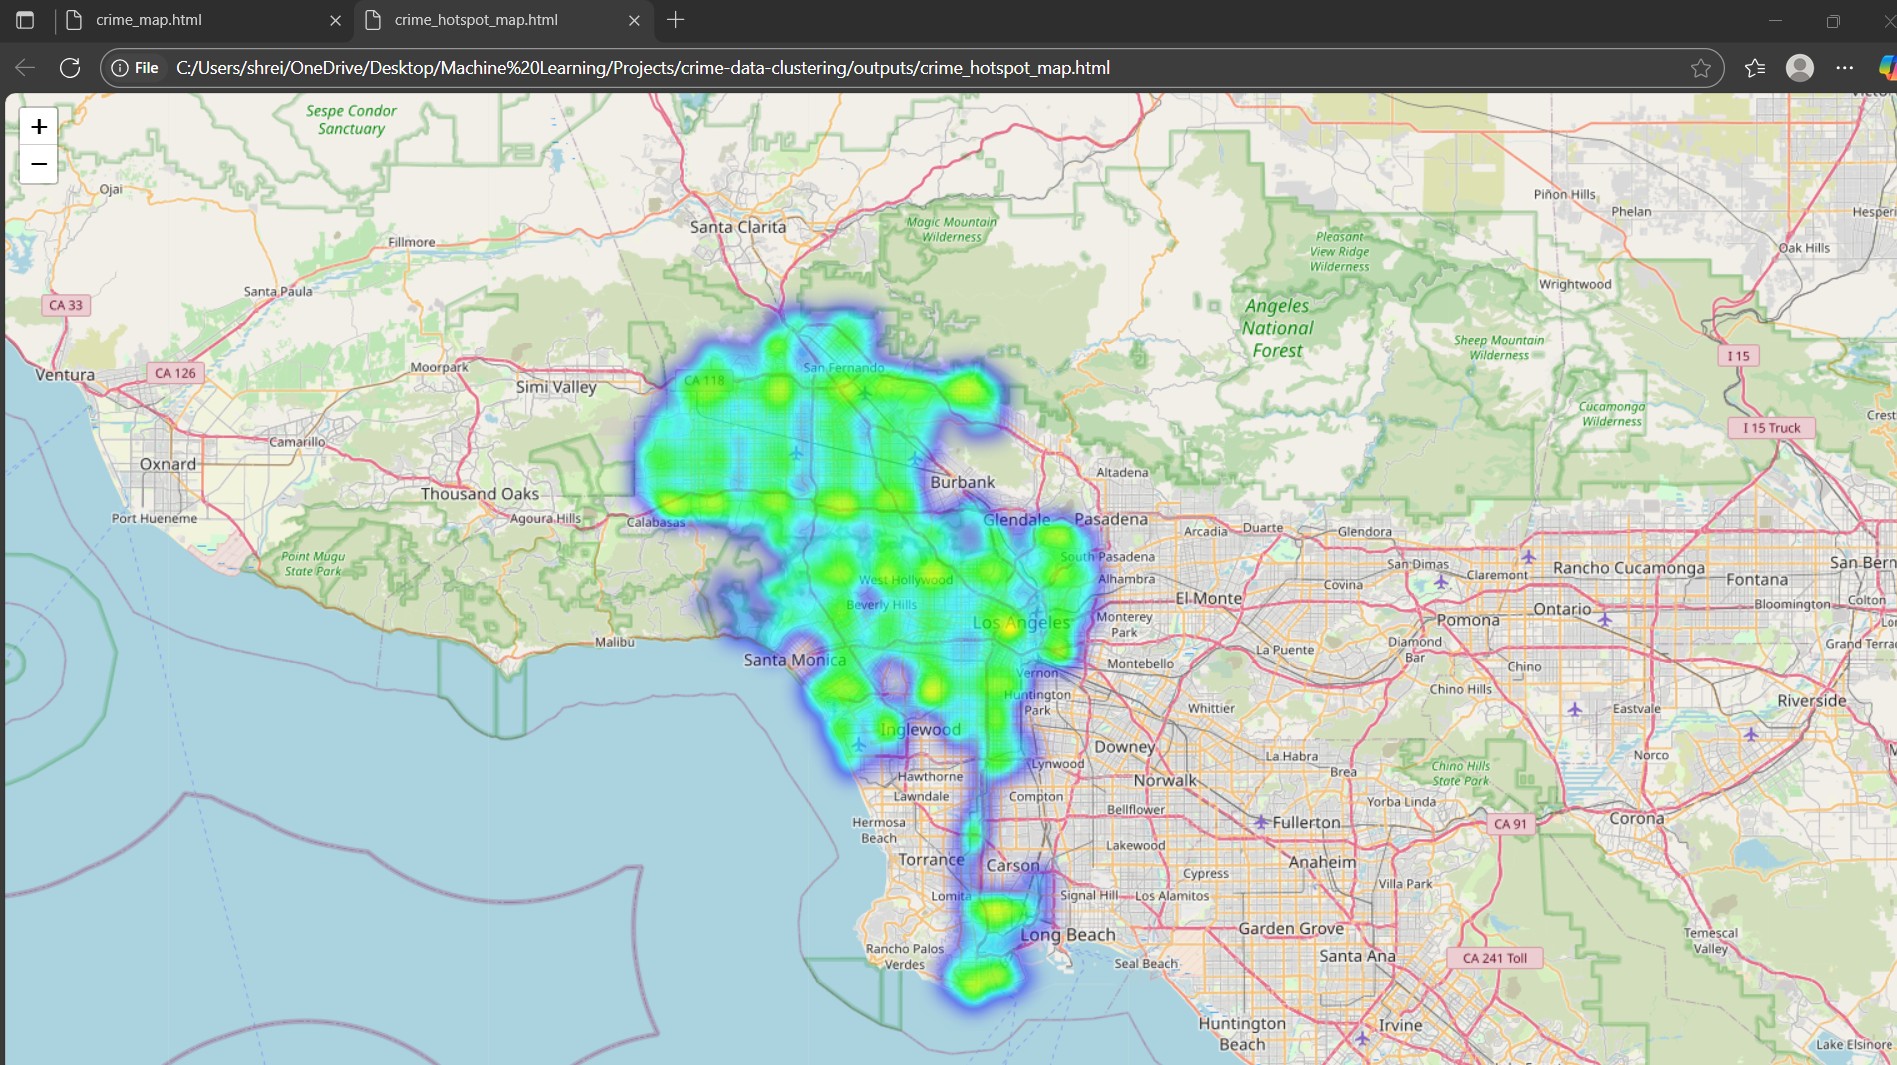 crime_map.html
crime_hotspot_map.html
File
C:/Users/shrei/OneDrive/Desktop/Machine%20Learning/Projects/crime-data-clustering/outputs/crime_hotspot_map.html
+
−
Sespe Condor
Sanctuary
Ojai
Piñon Hills
Phelan
Hesperi
Santa Clarita
Magic Mountain
Wilderness
Fillmore
Pleasant
View Ridge
Wilderness
Oak Hills
Santa Paula
Wrightwood
CA 33
Angeles
National
Forest
Sheep Mountain
Wilderness
I 15
Ventura
CA 126
Moorpark
Simi Valley
CA 118
San Fernando
Cucamonga
Wilderness
Crest
I 15 Truck
Camarillo
Oxnard
Thousand Oaks
Burbank
Altadena
Port Hueneme
Agoura Hills
Calabasas
Glendale
Pasadena
Arcadia
Duarte
Glendora
Point Mugu
State Park
South Pasadena
San Dimas
Claremont
Rancho Cucamonga
San Bern
West Hollywood
Alhambra
Covina
Fontana
Beverly Hills
El Monte
Ontario
Bloomington
Colton
Los Angeles
Monterey
Park
Pomona
Malibu
La Puente
Diamond
Bar
Grand Terra
Santa Monica
Montebello
Chino
Vernon
Huntington
Park
Chino Hills
Whittier
Eastvale
Riverside
Inglewood
Downey
La Habra
Norco
Lynwood
Brea
Chino Hills
State Park
Hawthorne
Norwalk
Lawndale
Compton
Bellflower
Yorba Linda
Hermosa
Beach
Fullerton
CA 91
Corona
Lakewood
Torrance
Carson
Cypress
Anaheim
Villa Park
Lomita
Signal Hill
Los Alamitos
Long Beach
Garden Grove
Temescal
Valley
Rancho Palos
Verdes
Seal Beach
Santa Ana
CA 241 Toll
Huntington
Beach
Irvine
Lake Elsinore